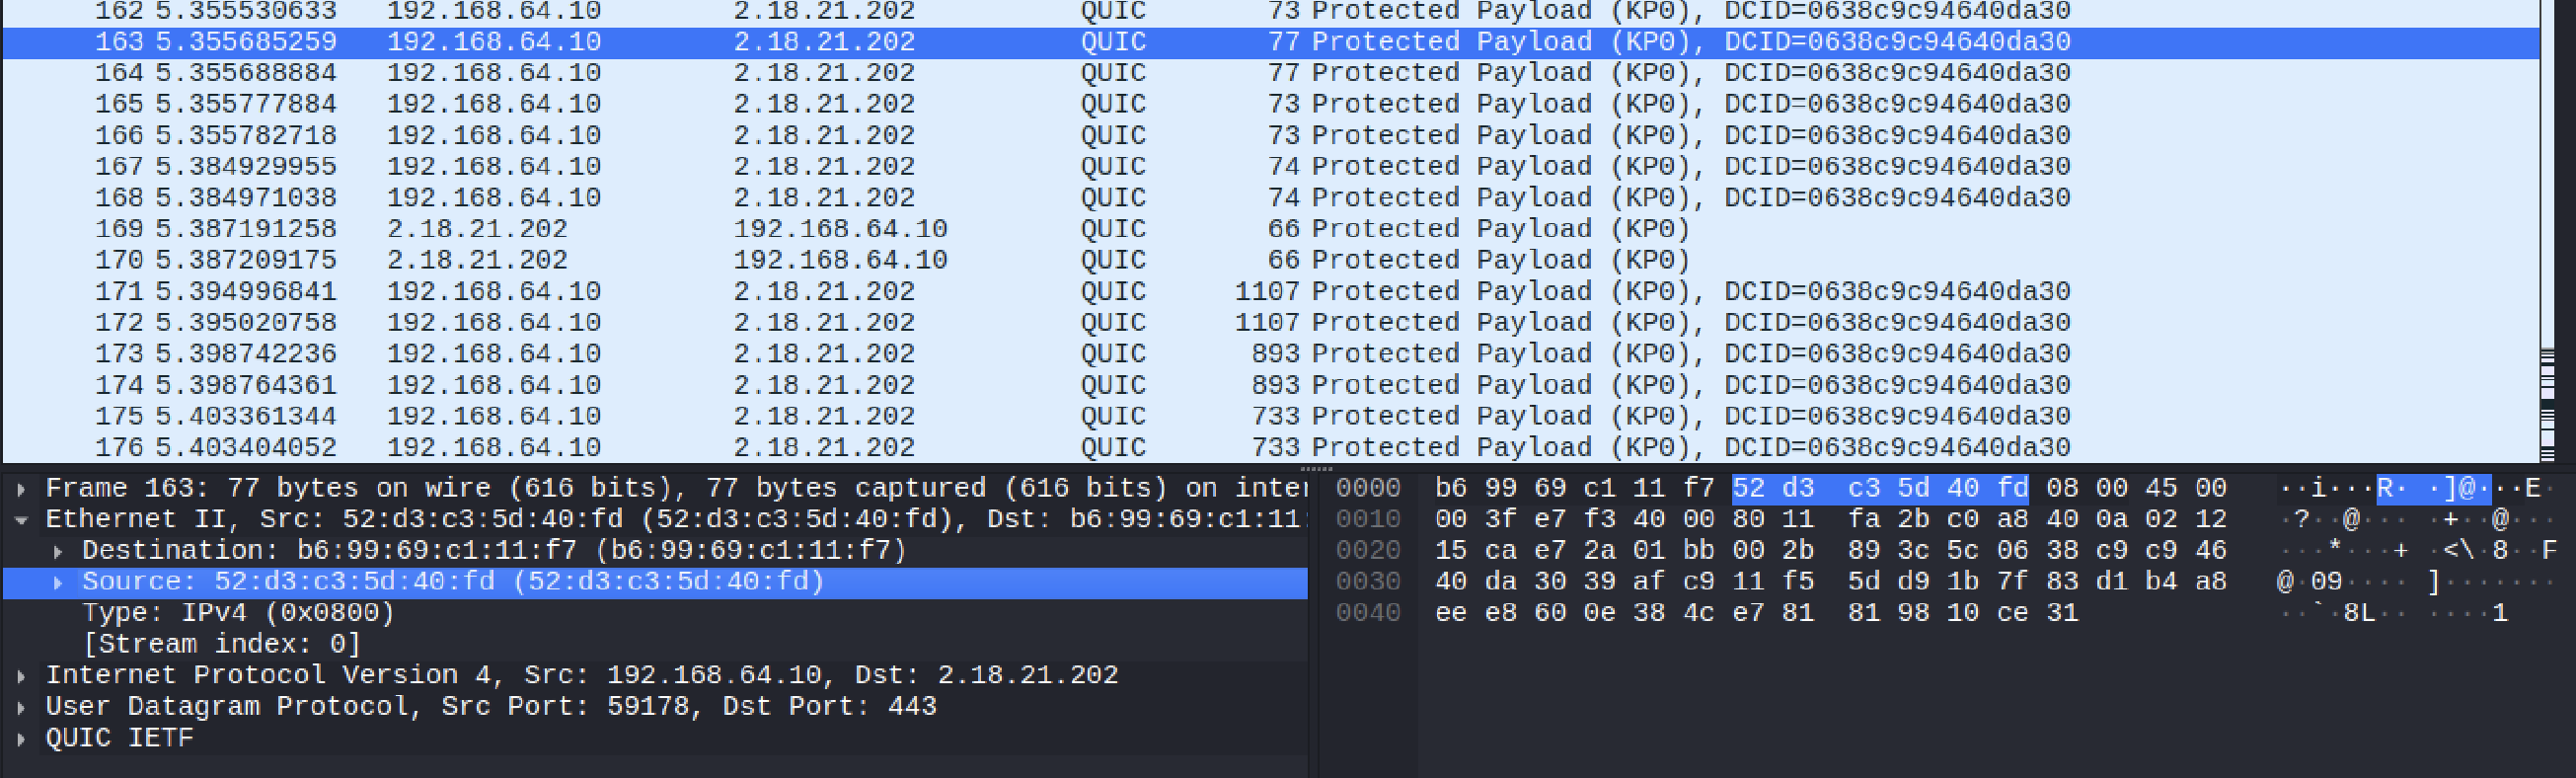 162 5.355530633 192.168.64.10 2.18.21.202 QUIC 73 Protected Payload (KP0), DCID=0638c9c94640da30
163 5.355685259 192.168.64.10 2.18.21.202 QUIC 77 Protected Payload (KP0), DCID=0638c9c94640da30
164 5.355688884 192.168.64.10 2.18.21.202 QUIC 77 Protected Payload (KP0), DCID=0638c9c94640da30
165 5.355777884 192.168.64.10 2.18.21.202 QUIC 73 Protected Payload (KP0), DCID=0638c9c94640da30
166 5.355782718 192.168.64.10 2.18.21.202 QUIC 73 Protected Payload (KP0), DCID=0638c9c94640da30
167 5.384929955 192.168.64.10 2.18.21.202 QUIC 74 Protected Payload (KP0), DCID=0638c9c94640da30
168 5.384971038 192.168.64.10 2.18.21.202 QUIC 74 Protected Payload (KP0), DCID=0638c9c94640da30
169 5.387191258 2.18.21.202 192.168.64.10 QUIC 66 Protected Payload (KP0)
170 5.387209175 2.18.21.202 192.168.64.10 QUIC 66 Protected Payload (KP0)
171 5.394996841 192.168.64.10 2.18.21.202 QUIC 1107 Protected Payload (KP0), DCID=0638c9c94640da30
172 5.395020758 192.168.64.10 2.18.21.202 QUIC 1107 Protected Payload (KP0), DCID=0638c9c94640da30
173 5.398742236 192.168.64.10 2.18.21.202 QUIC 893 Protected Payload (KP0), DCID=0638c9c94640da30
174 5.398764361 192.168.64.10 2.18.21.202 QUIC 893 Protected Payload (KP0), DCID=0638c9c94640da30
175 5.403361344 192.168.64.10 2.18.21.202 QUIC 733 Protected Payload (KP0), DCID=0638c9c94640da30
176 5.403404052 192.168.64.10 2.18.21.202 QUIC 733 Protected Payload (KP0), DCID=0638c9c94640da30
Frame 163: 77 bytes on wire (616 bits), 77 bytes captured (616 bits) on inter
Ethernet II, Src: 52:d3:c3:5d:40:fd (52:d3:c3:5d:40:fd), Dst: b6:99:69:c1:11:
Destination: b6:99:69:c1:11:f7 (b6:99:69:c1:11:f7)
Source: 52:d3:c3:5d:40:fd (52:d3:c3:5d:40:fd)
Type: IPv4 (0x0800)
[Stream index: 0]
Internet Protocol Version 4, Src: 192.168.64.10, Dst: 2.18.21.202
User Datagram Protocol, Src Port: 59178, Dst Port: 443
QUIC IETF
0000 b6 99 69 c1 11 f7 52 d3 c3 5d 40 fd 08 00 45 00 ··i···R· ·]@···E·
0010 00 3f e7 f3 40 00 80 11 fa 2b c0 a8 40 0a 02 12 ·?··@··· ·+··@···
0020 15 ca e7 2a 01 bb 00 2b 89 3c 5c 06 38 c9 c9 46 ···*···+ ·<\·8··F
0030 40 da 30 39 af c9 11 f5 5d d9 1b 7f 83 d1 b4 a8 @·09···· ]·······
0040 ee e8 60 0e 38 4c e7 81 81 98 10 ce 31 ··`·8L·· ····1